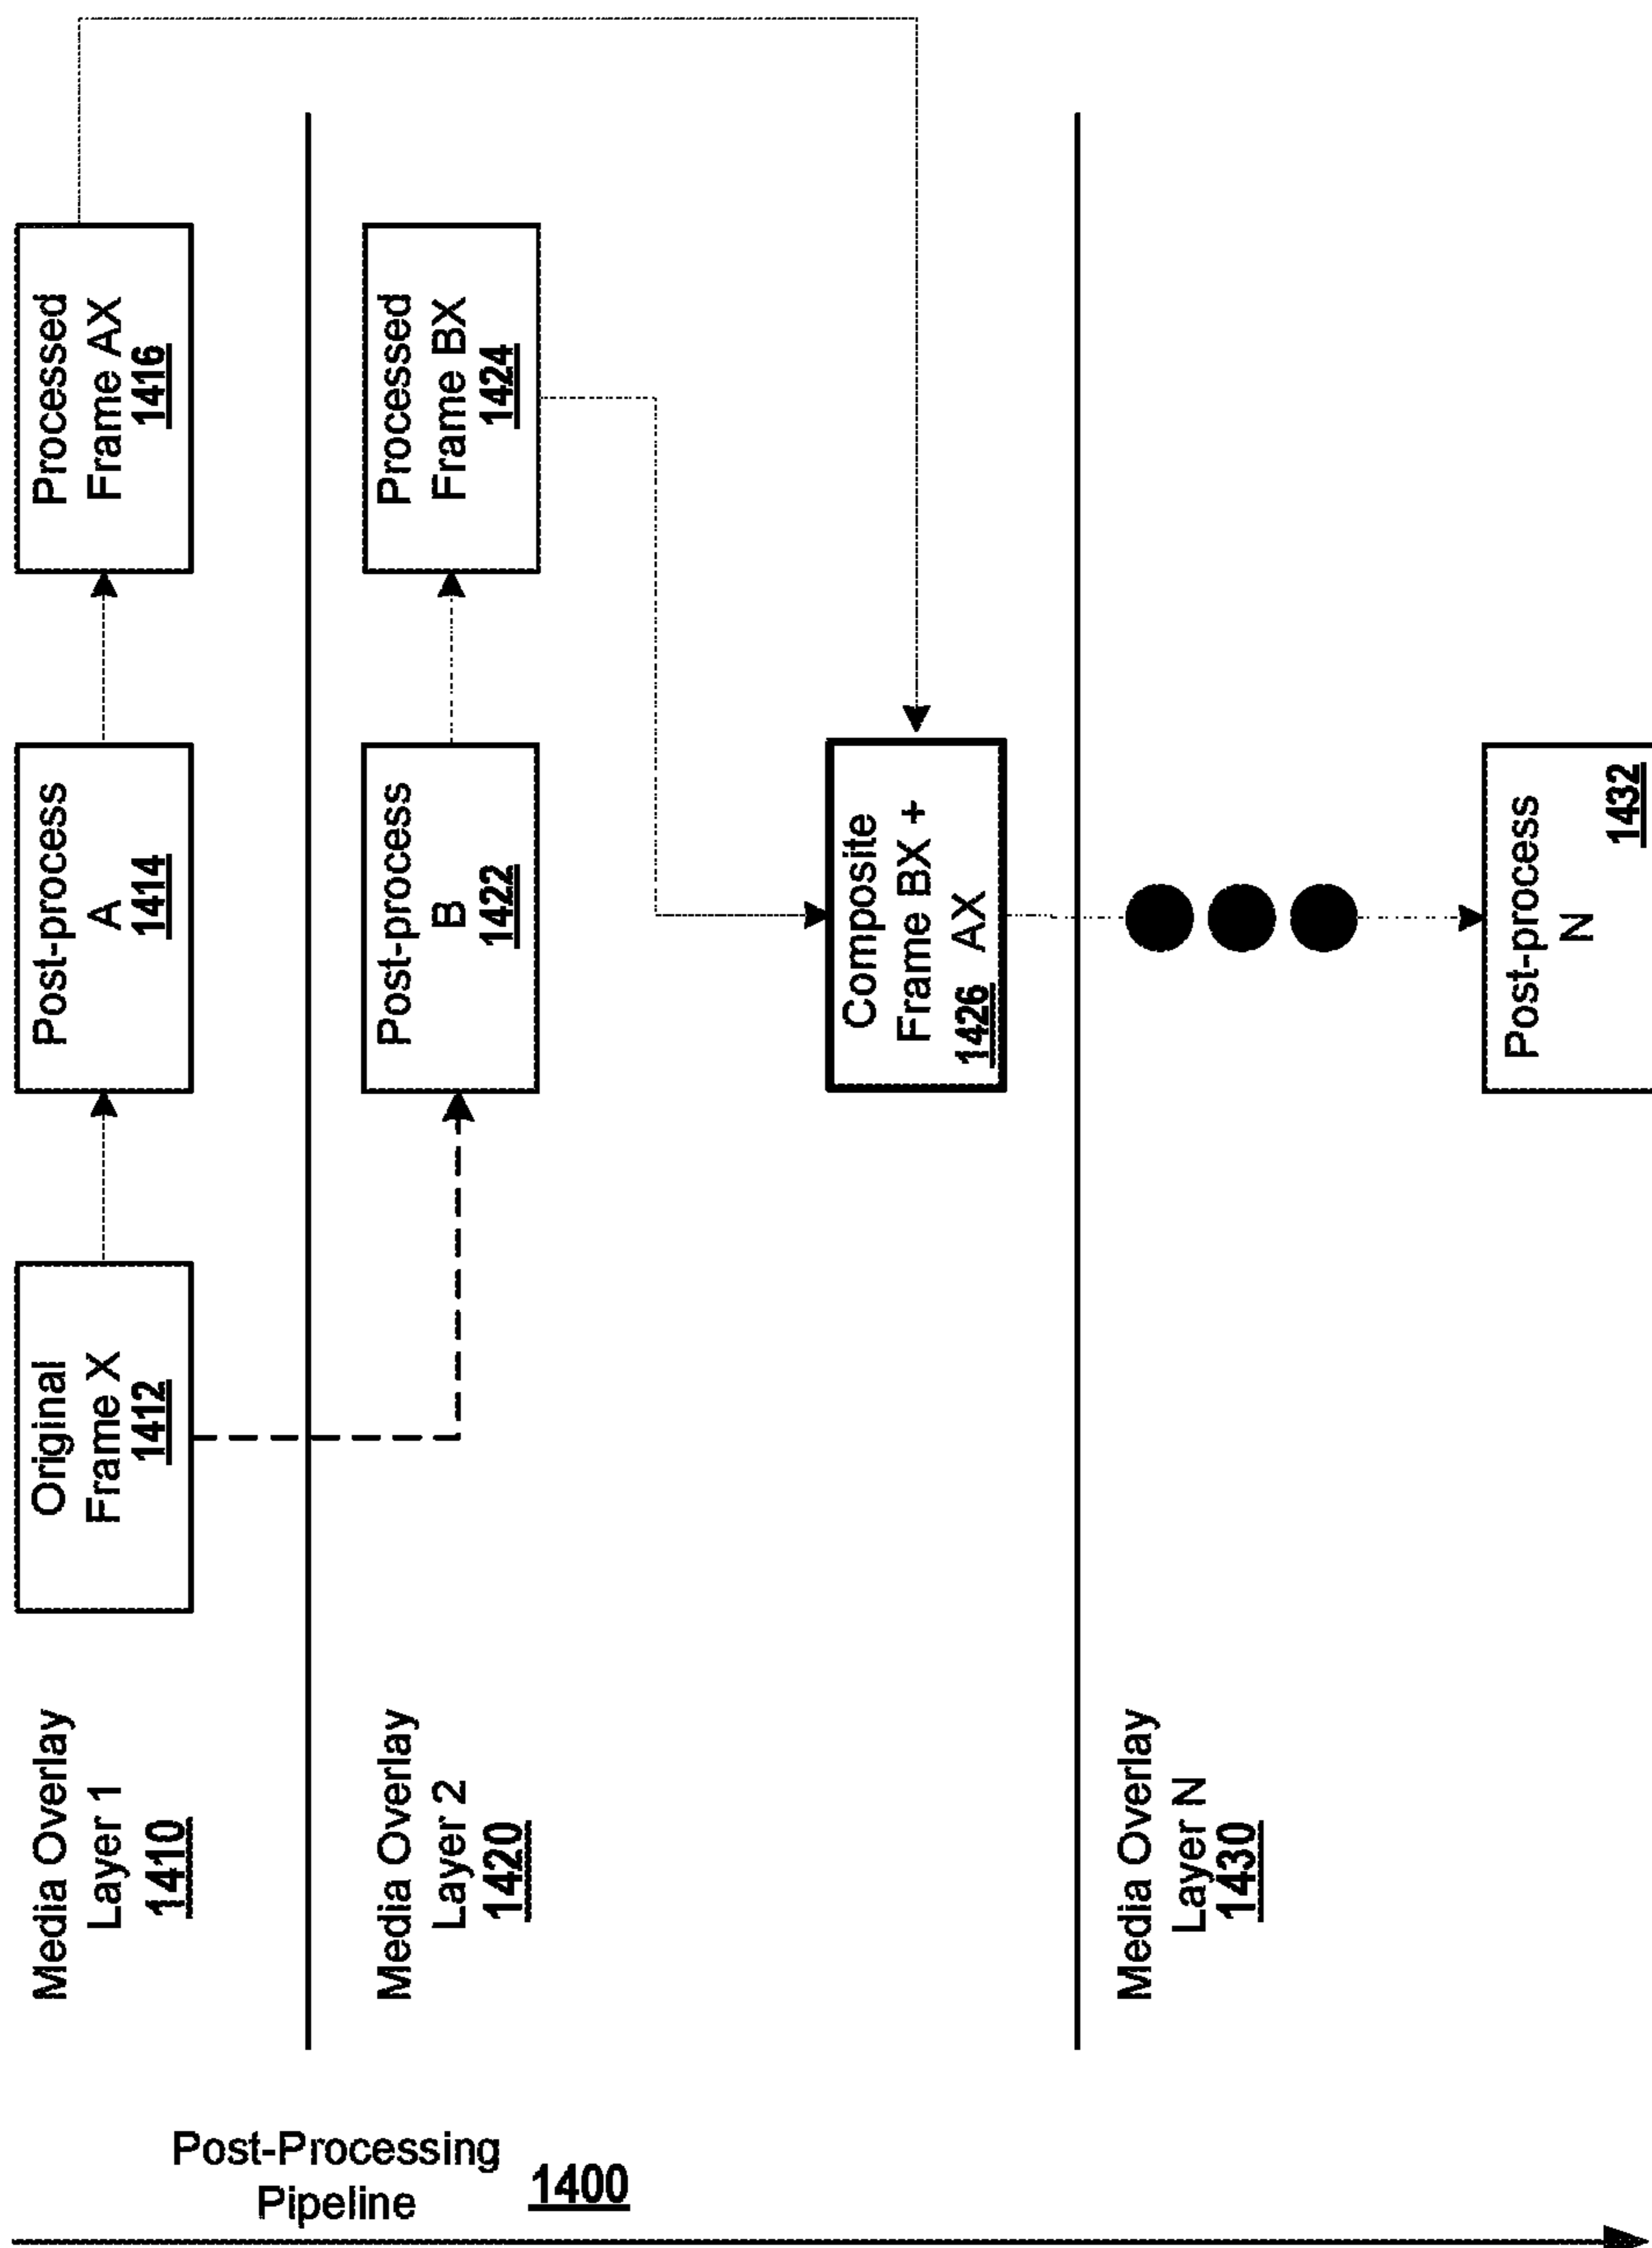 Media Overlay
Layer 1
1410
Original
Frame X
1412
Post-process
A
1414
Processed
Frame AX
1416
Media Overlay
Layer 2
1420
Post-process
B
1422
Processed
Frame BX
1424
Composite
Frame BX +
1426 AX
Media Overlay
Layer N
1430
Post-process
N
1432
Post-Processing
Pipeline
1400